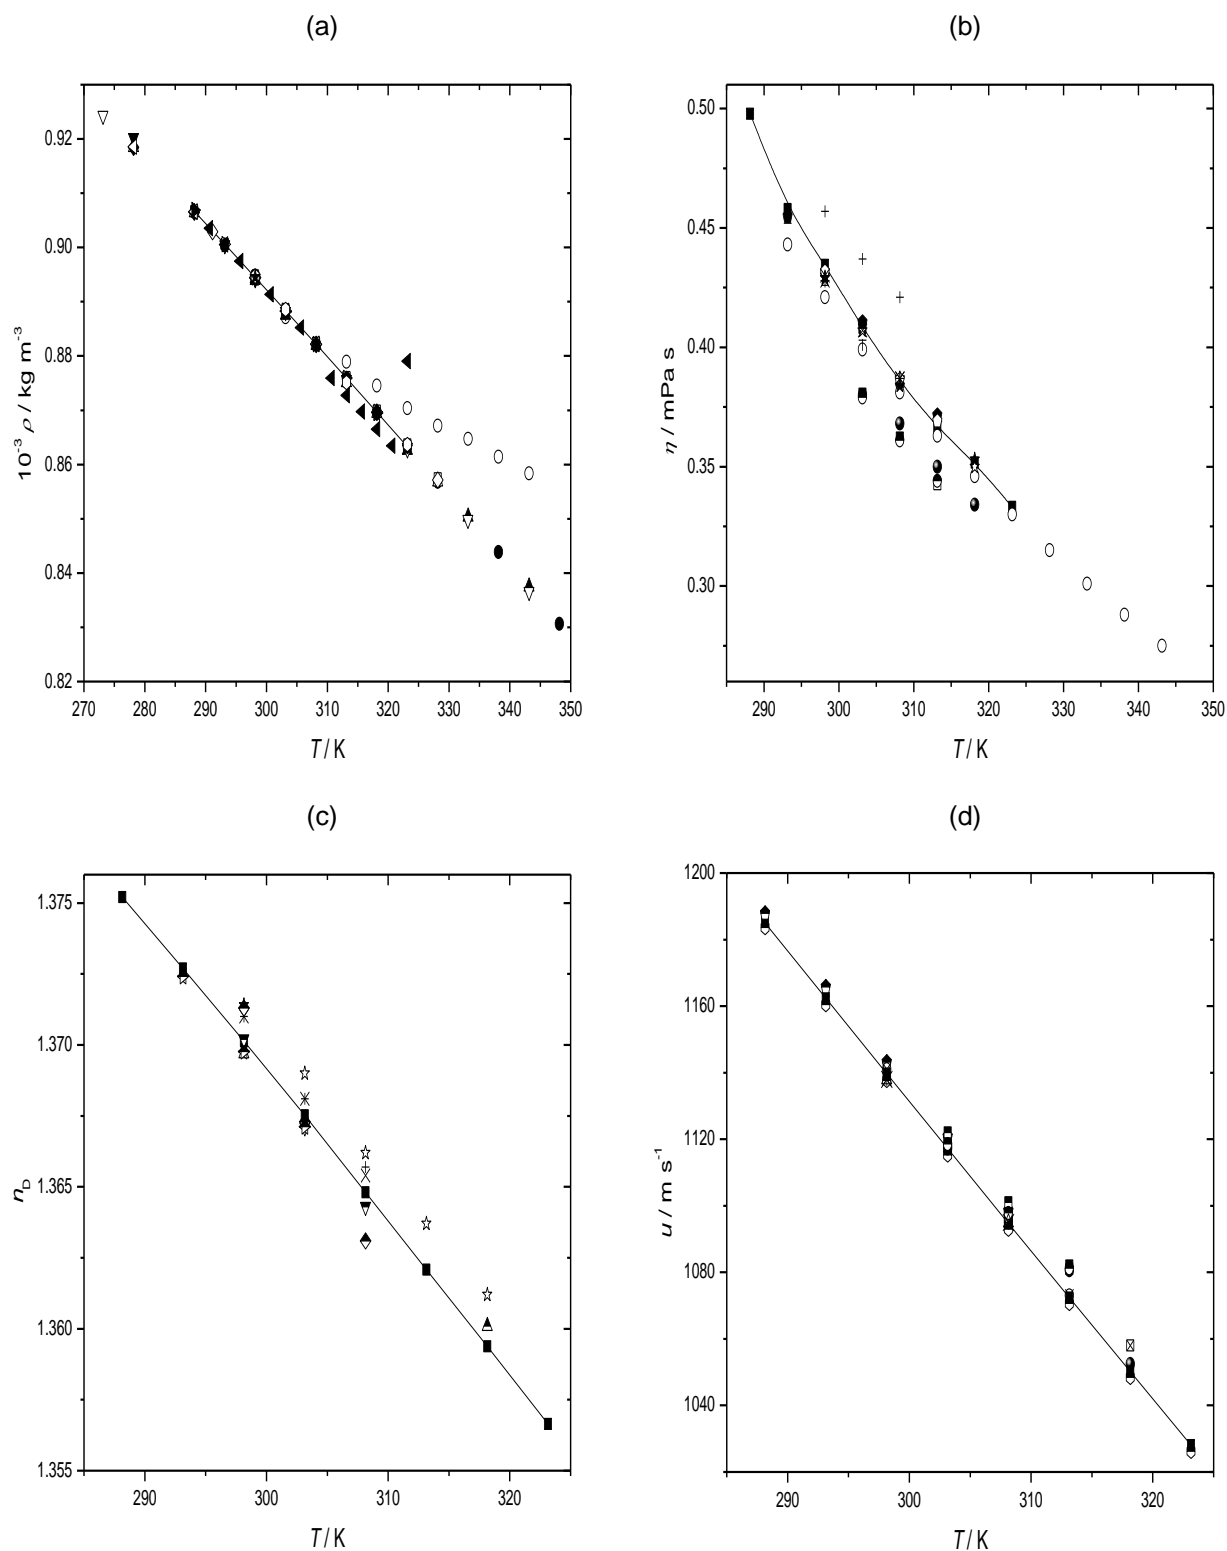 (a)
0.92
0.90
0.88
0.86
0.84
0.82
10⁻³ ρ / kg m⁻³
270 280 290 300 310 320 330 340 350
T / K
(b)
0.50
0.45
0.40
0.35
0.30
η / mPa s
290 300 310 320 330 340 350
T / K
(c)
1.375
1.370
1.365
1.360
1.355
n_D
290 300 310 320
T / K
(d)
1200
1160
1120
1080
1040
u / m s⁻¹
290 300 310 320
T / K